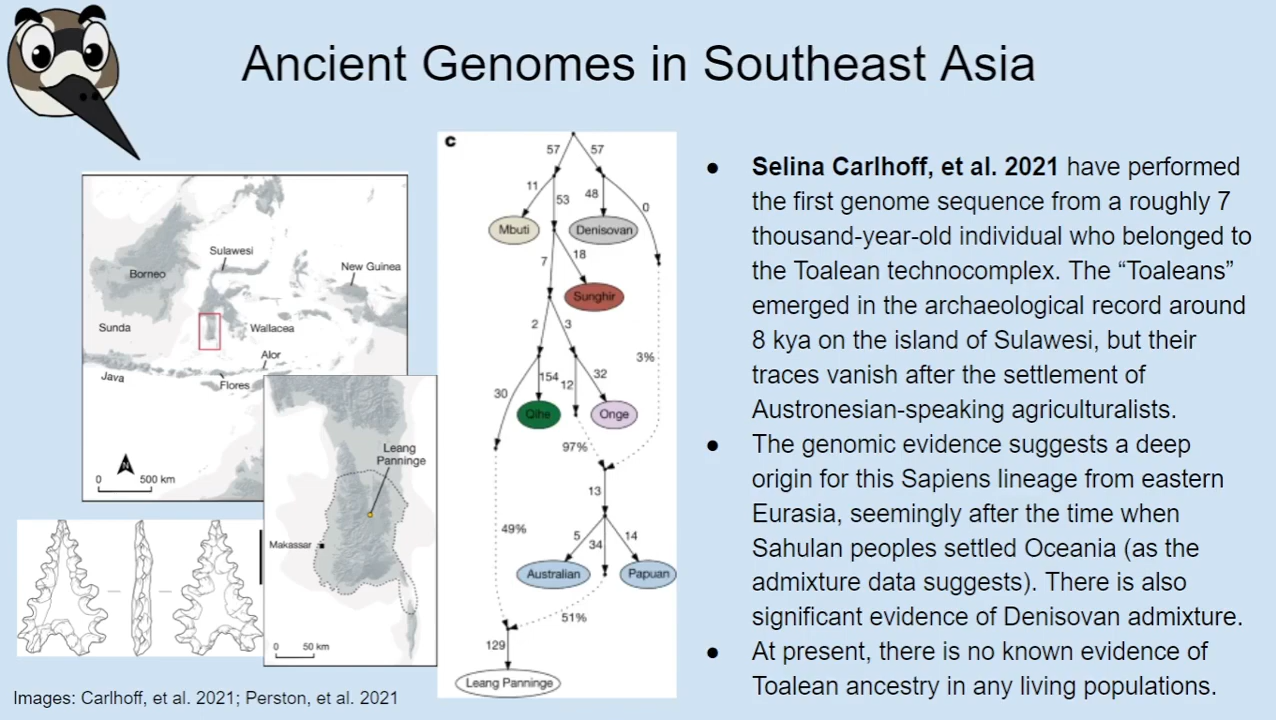 Ancient Genomes in Southeast Asia
Sulawesi
New Guinea
Borneo
Sunda
Wallacea
Alor
Java
Flores
N
0 500 km
Leang
Panninge
Makassar
0 50 km
Images: Carlhoff, et al. 2021; Perston, et al. 2021
c
57 57
11 53 48 0
Mbuti Denisovan
7 18
Sunghir
2 3
3%
30 154 12 32
Qihe Onge
97%
13
49%
5 34 14
Australian Papuan
51%
129
Leang Panninge
● Selina Carlhoff, et al. 2021 have performed
the first genome sequence from a roughly 7
thousand-year-old individual who belonged to
the Toalean technocomplex. The “Toaleans”
emerged in the archaeological record around
8 kya on the island of Sulawesi, but their
traces vanish after the settlement of
Austronesian-speaking agriculturalists.
● The genomic evidence suggests a deep
origin for this Sapiens lineage from eastern
Eurasia, seemingly after the time when
Sahulan peoples settled Oceania (as the
admixture data suggests). There is also
significant evidence of Denisovan admixture.
● At present, there is no known evidence of
Toalean ancestry in any living populations.